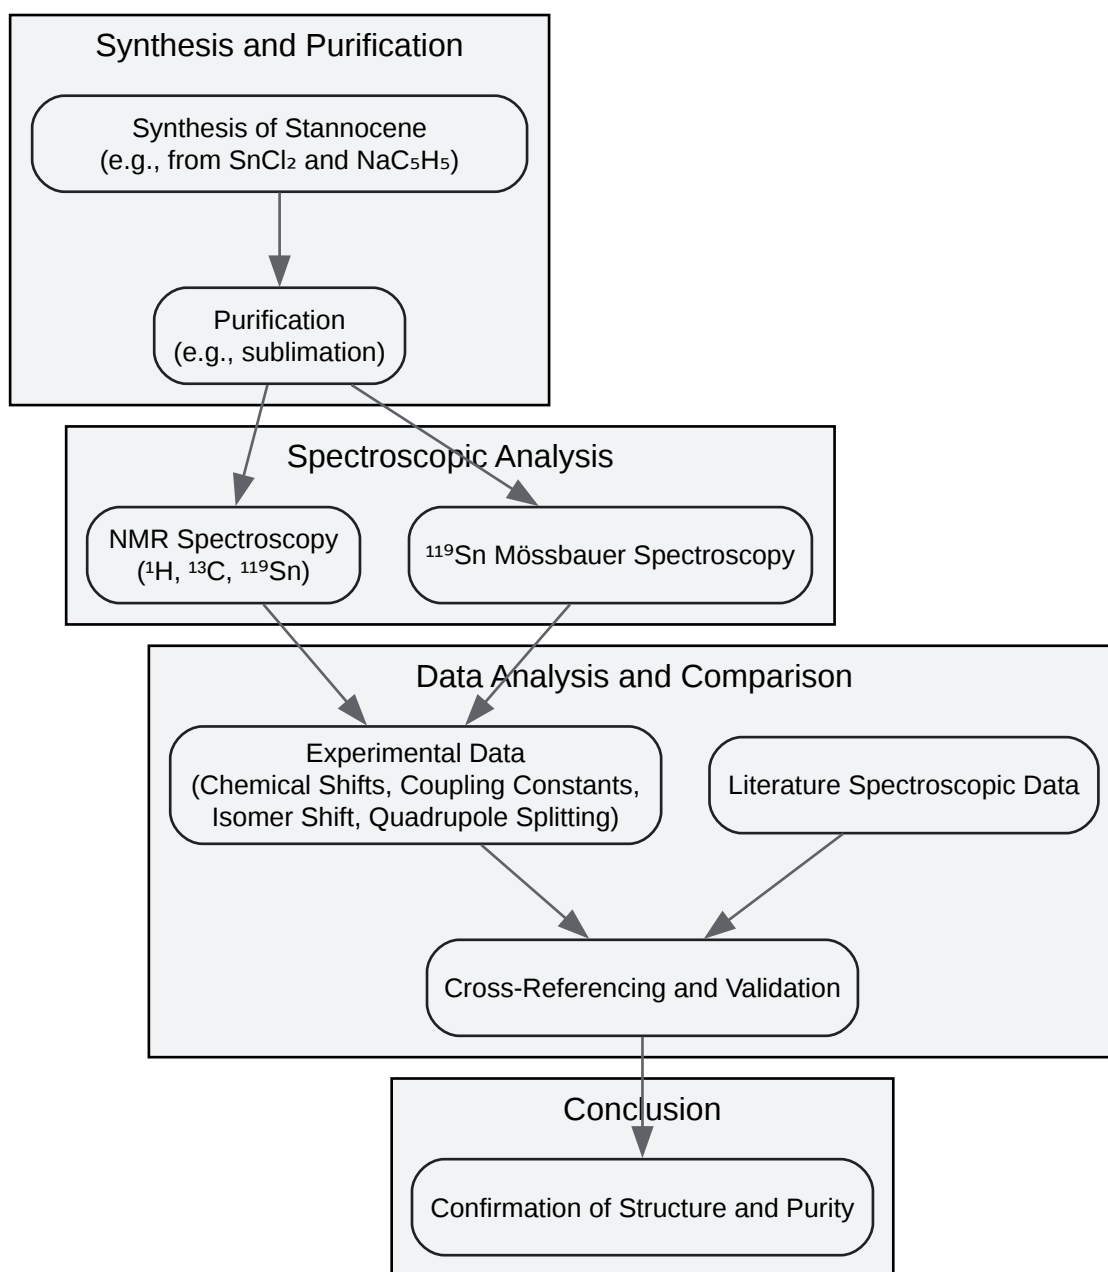 Synthesis and Purification
Synthesis of Stannocene
(e.g., from SnCl₂ and NaC₅H₅)
Purification
(e.g., sublimation)
Spectroscopic Analysis
NMR Spectroscopy
(¹H, ¹³C, ¹¹⁹Sn)
¹¹⁹Sn Mössbauer Spectroscopy
Data Analysis and Comparison
Experimental Data
(Chemical Shifts, Coupling Constants,
Isomer Shift, Quadrupole Splitting)
Literature Spectroscopic Data
Cross-Referencing and Validation
Conclusion
Confirmation of Structure and Purity